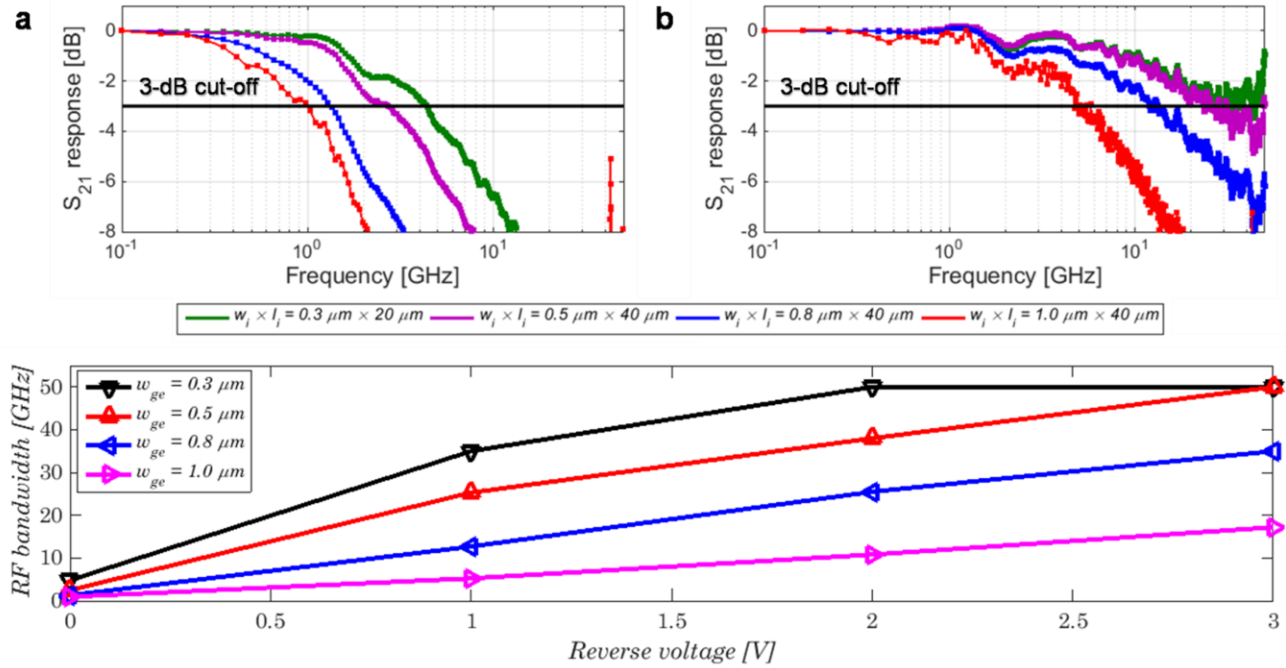 a
b
0
-2
-4
-6
-8
S21 response [dB]
3-dB cut-off
10-1
100
101
Frequency [GHz]
0
-2
-4
-6
-8
S21 response [dB]
3-dB cut-off
10-1
100
101
Frequency [GHz]
wi × li = 0.3 μm × 20 μm
wi × li = 0.5 μm × 40 μm
wi × li = 0.8 μm × 40 μm
wi × li = 1.0 μm × 40 μm
RF bandwidth [GHz]
50
40
30
20
10
0
wge = 0.3 μm
wge = 0.5 μm
wge = 0.8 μm
wge = 1.0 μm
0
0.5
1
1.5
2
2.5
3
Reverse voltage [V]